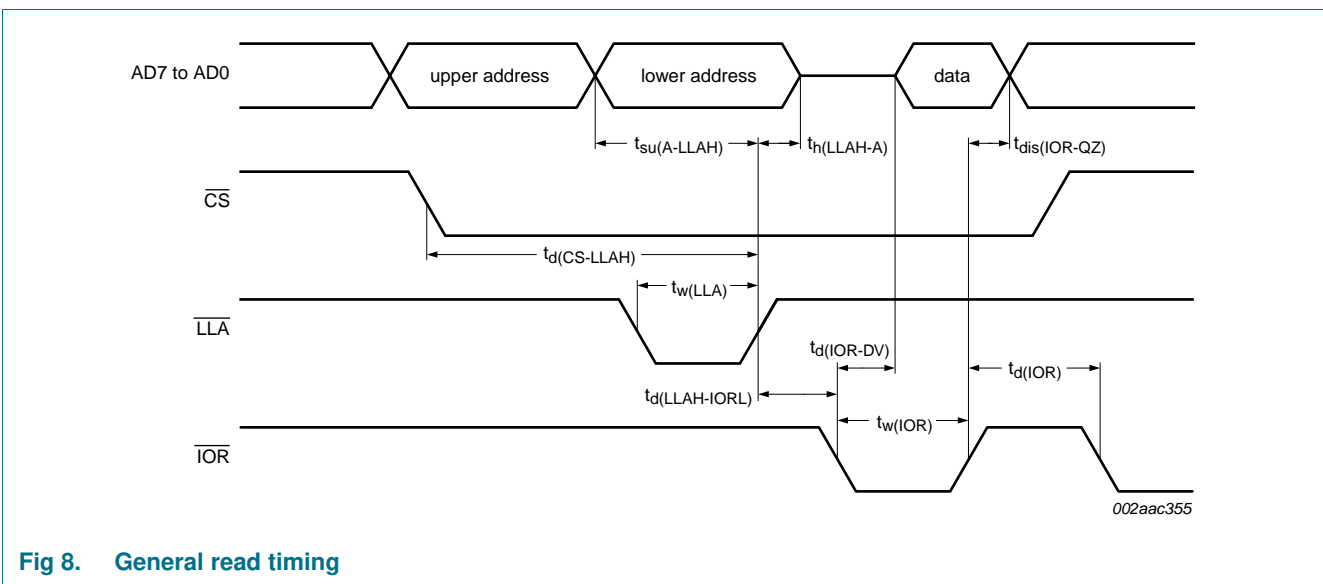 AD7 to AD0
upper address
lower address
data
tsu(A-LLAH)
th(LLAH-A)
tdis(IOR-QZ)
CS
td(CS-LLAH)
tw(LLA)
LLA
td(IOR-DV)
td(IOR)
td(LLAH-IORL)
tw(IOR)
IOR
002aac355
Fig 8. General read timing